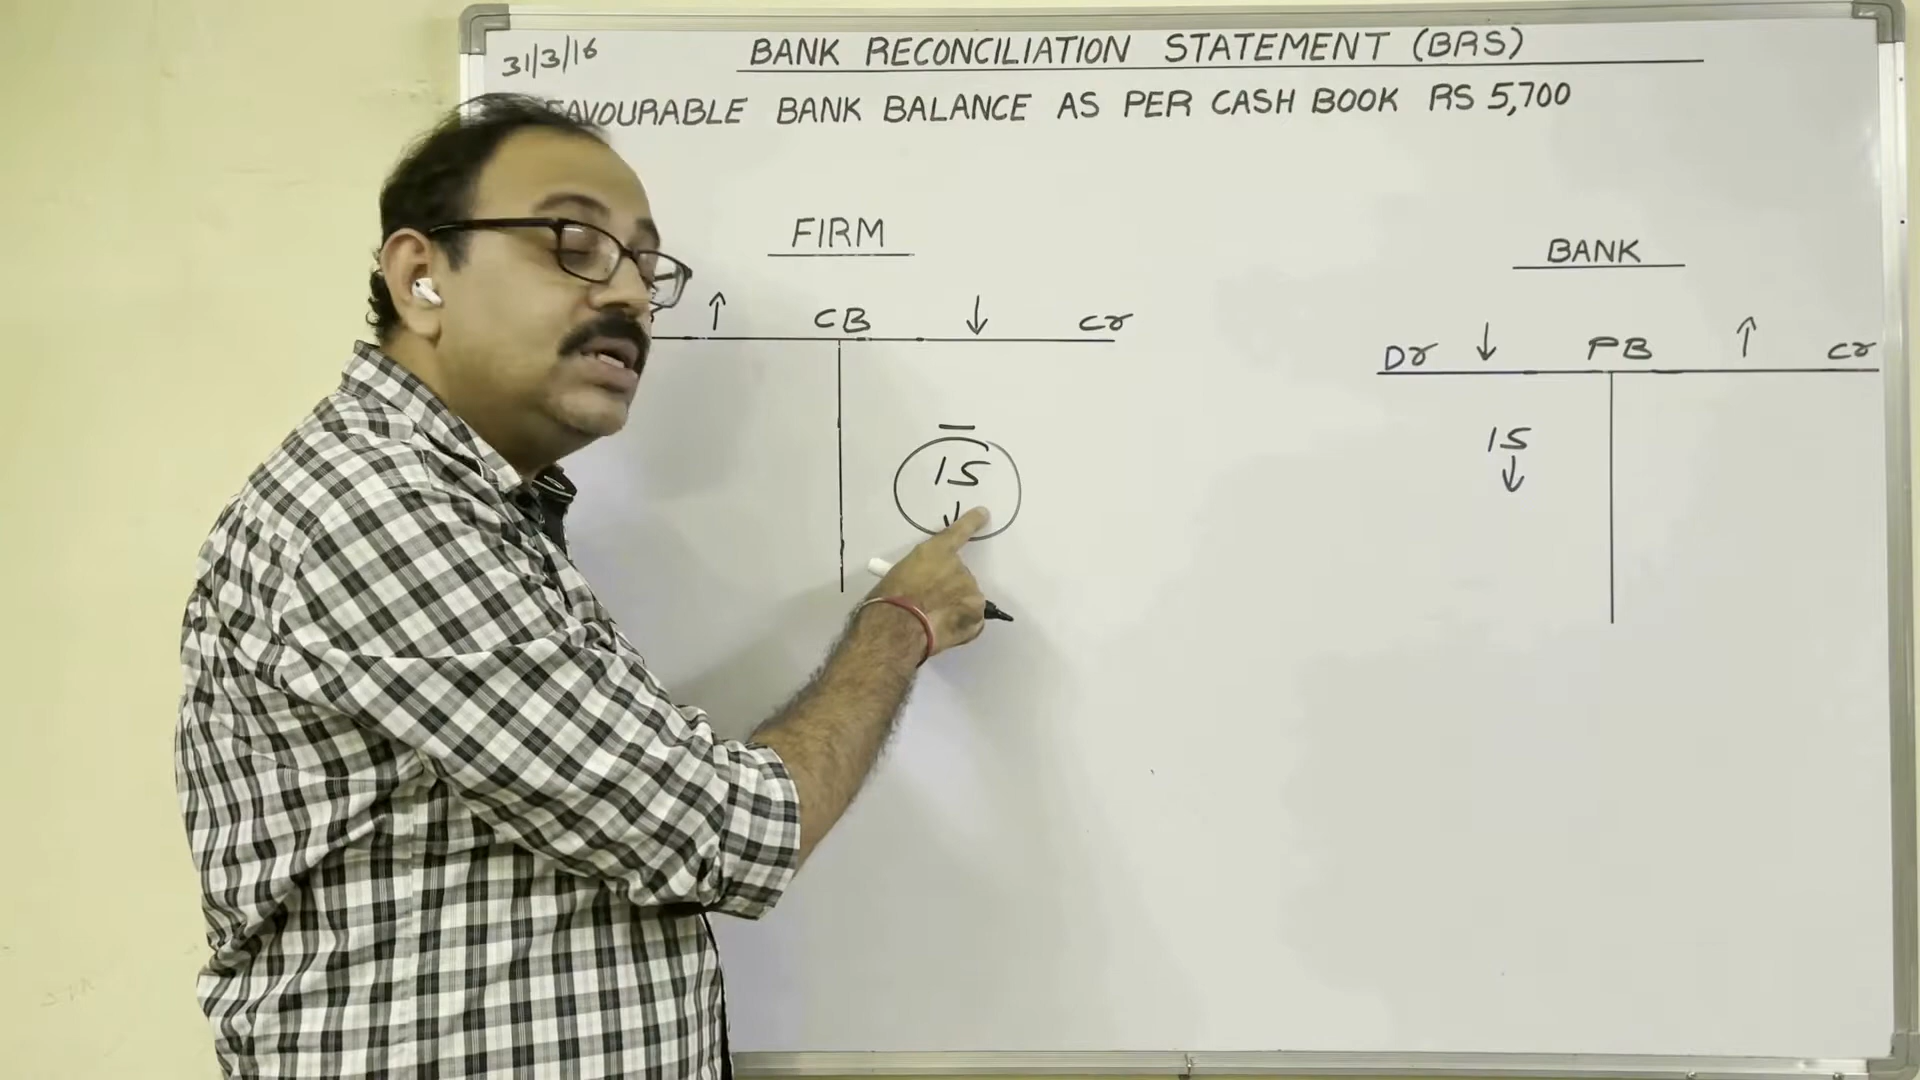 31/3/16 BANK RECONCILIATION STATEMENT (BRS)
FAVOURABLE BANK BALANCE AS PER CASH BOOK RS 5,700
FIRM
BANK
↑ CB ↓ Cr
Dr ↓ PB ↑ Cr
15
↓
15
↓